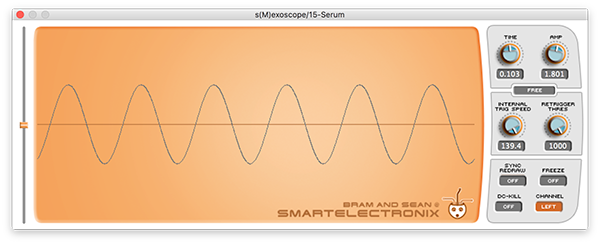 s(M)exoscope/15-Serum
TIME AMP
0.103 1.801
FREE
INTERNAL TRIG SPEED
RETRIGGER THRES
139.4 1000
SYNC REDRAW
FREEZE
OFF OFF
DC-KILL CHANNEL
OFF LEFT
BRAM AND SEAN @
SMARTELECTRONIX